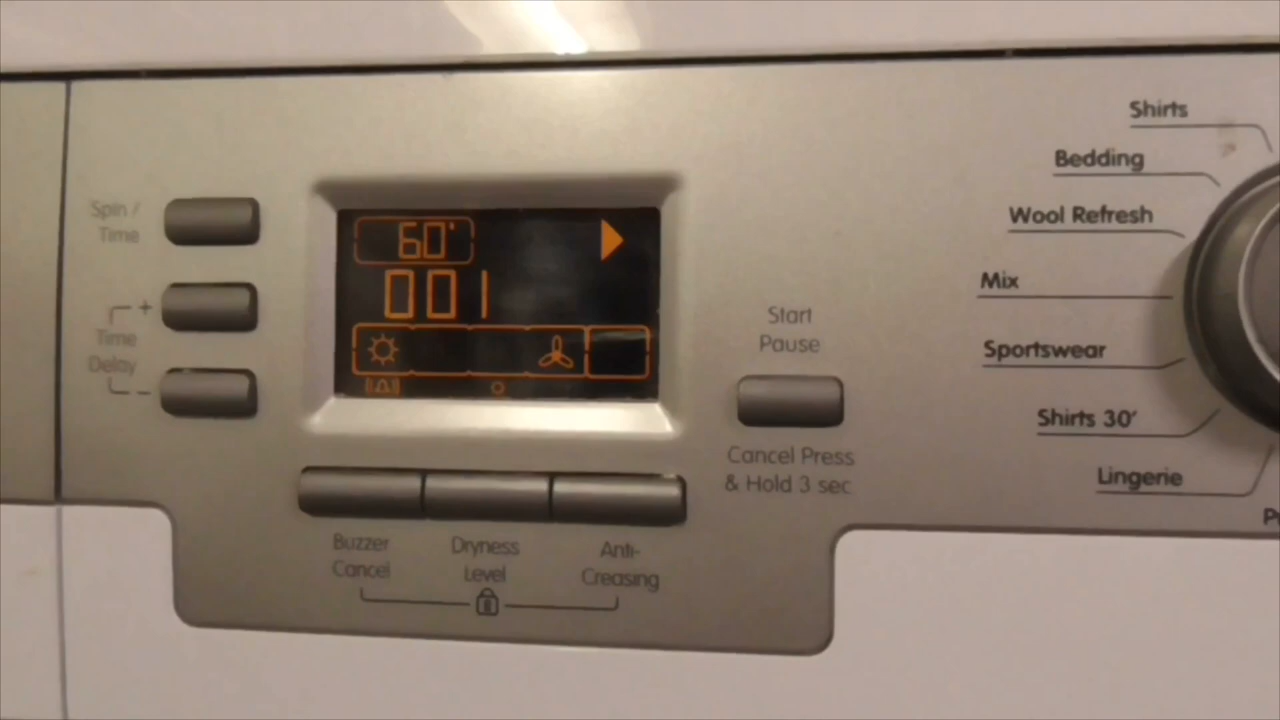 Spin /
Time
+
Time
Delay
-
60'
001
Buzzer
Cancel
Dryness
Level
Anti-
Creasing
Start
Pause
Cancel Press
& Hold 3 sec
Shirts
Bedding
Wool Refresh
Mix
Sportswear
Shirts 30'
Lingerie